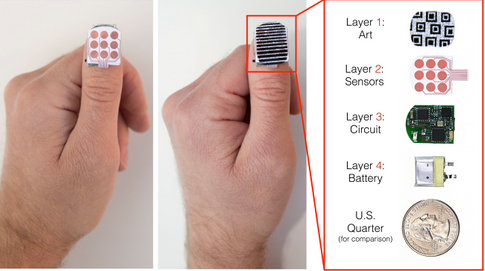 Layer 1:
Art
Layer 2:
Sensors
Layer 3:
Circuit
Layer 4:
Battery
U.S.
Quarter
(for comparison)